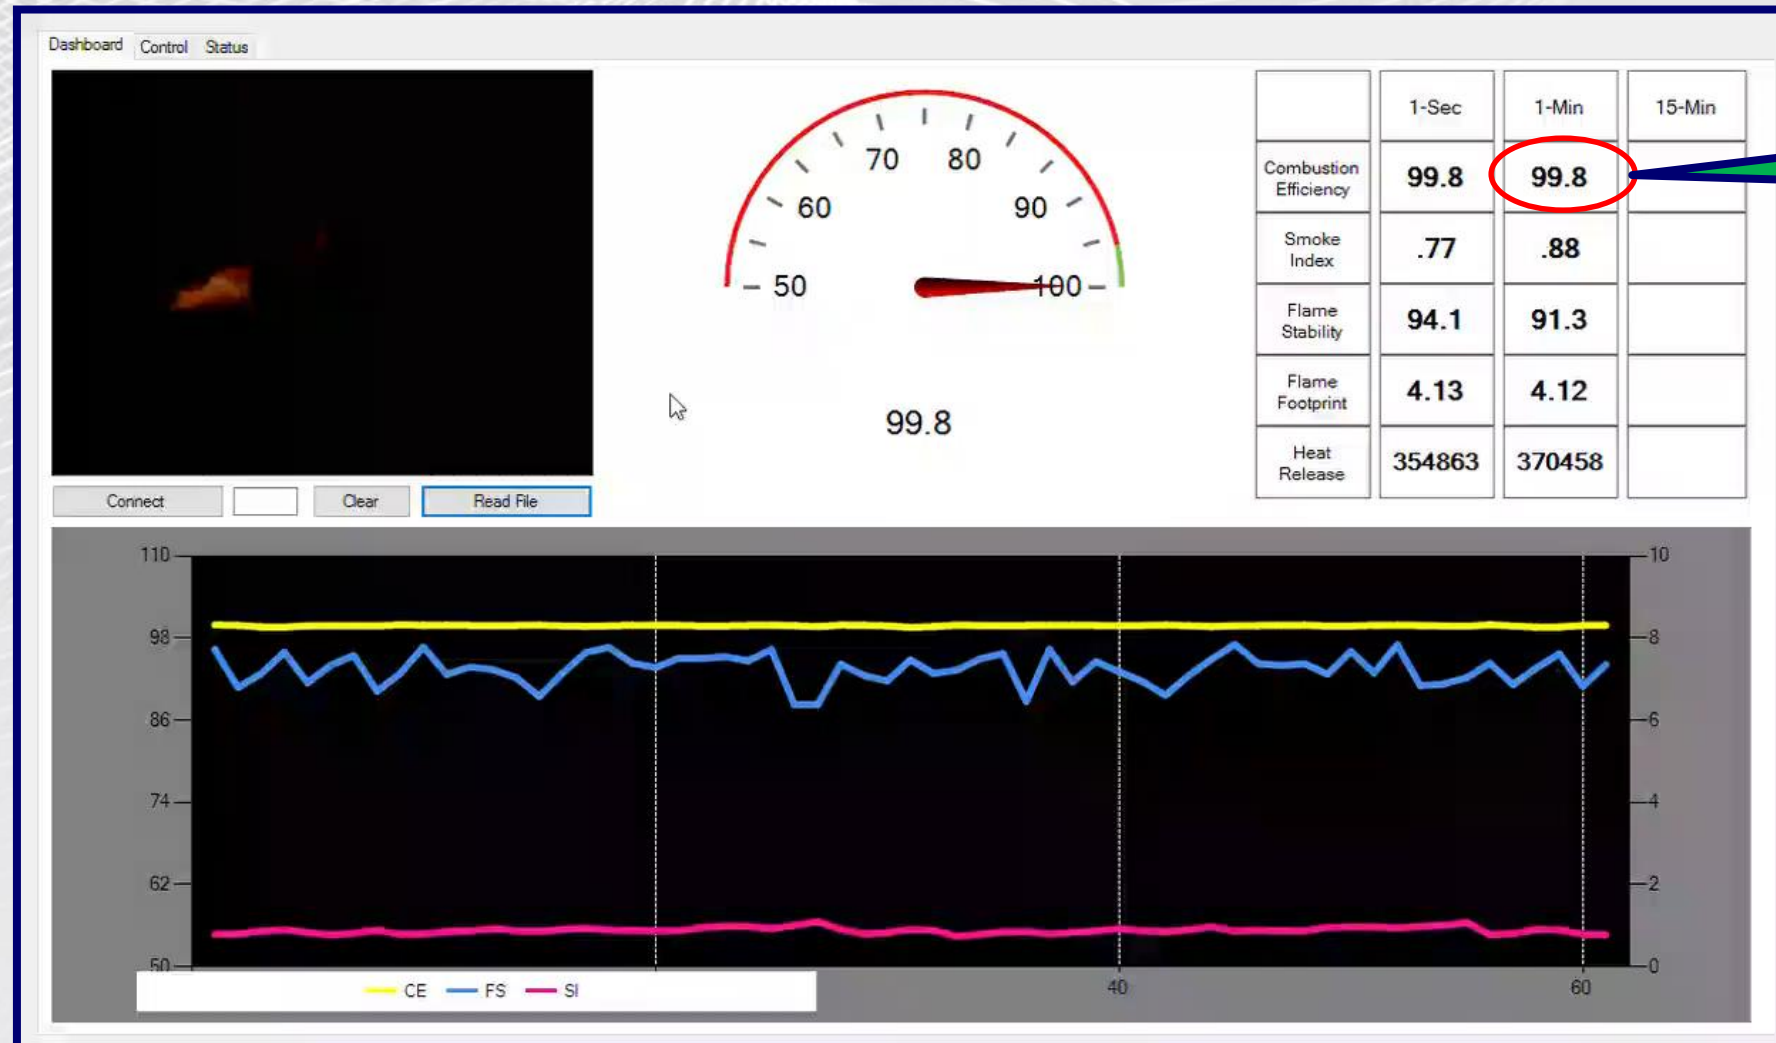 Dashboard Control Status
70 80
60 90
50 100
99.8
1-Sec 1-Min 15-Min
Combustion
Efficiency
99.8 99.8
Smoke
Index
.77 .88
Flame
Stability
94.1 91.3
Flame
Footprint
4.13 4.12
Heat
Release
354863 370458
Connect Clear Read File
110 10
98 8
86 6
74 4
62 2
50 0
40 60
CE FS SI